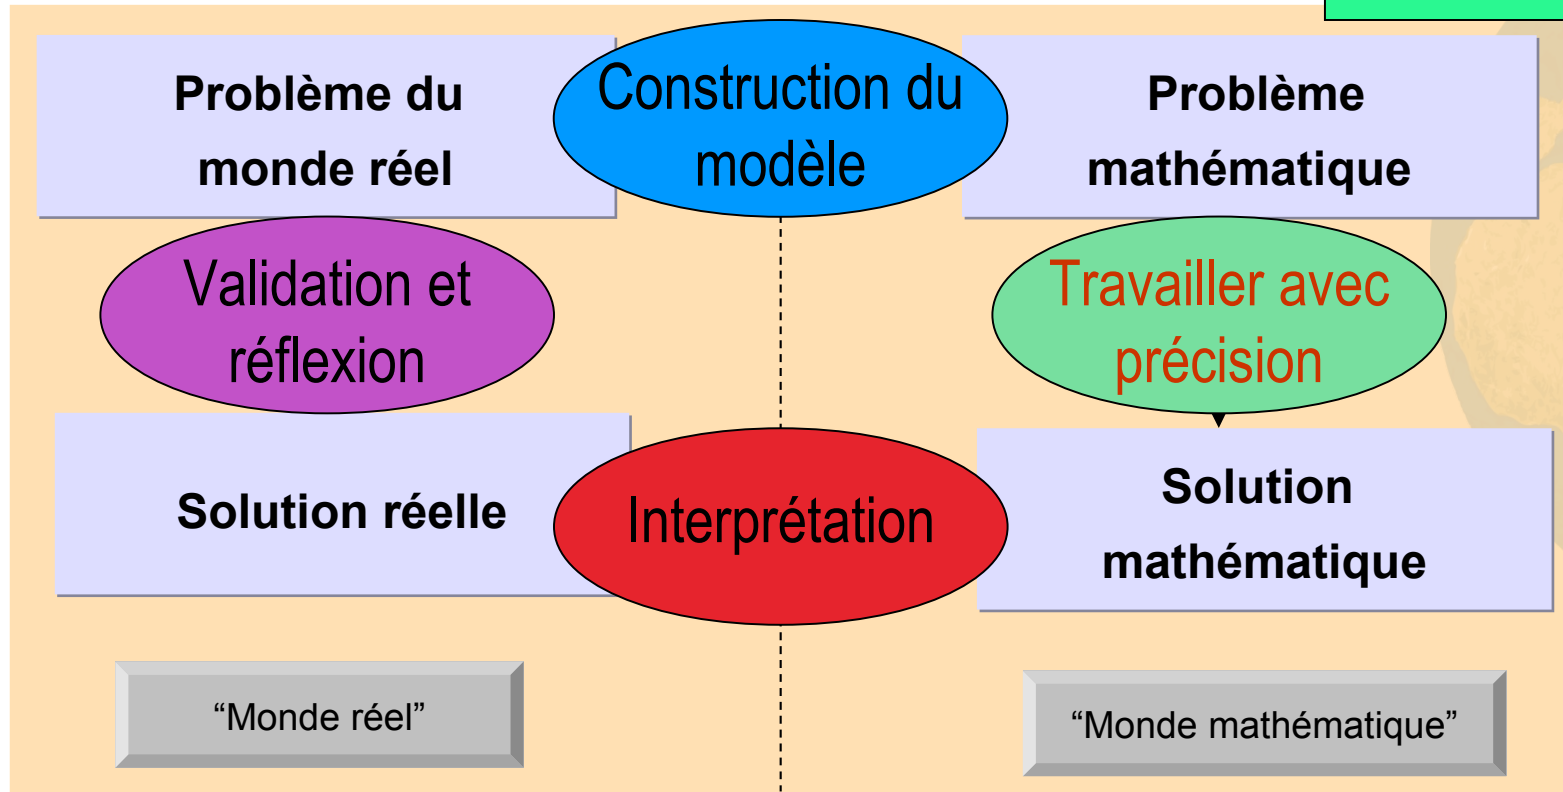 Problème du
monde réel
Construction du
modèle
Problème
mathématique
Validation et
réflexion
Travailler avec
précision
Solution réelle
Interprétation
Solution
mathématique
“Monde réel”
“Monde mathématique”